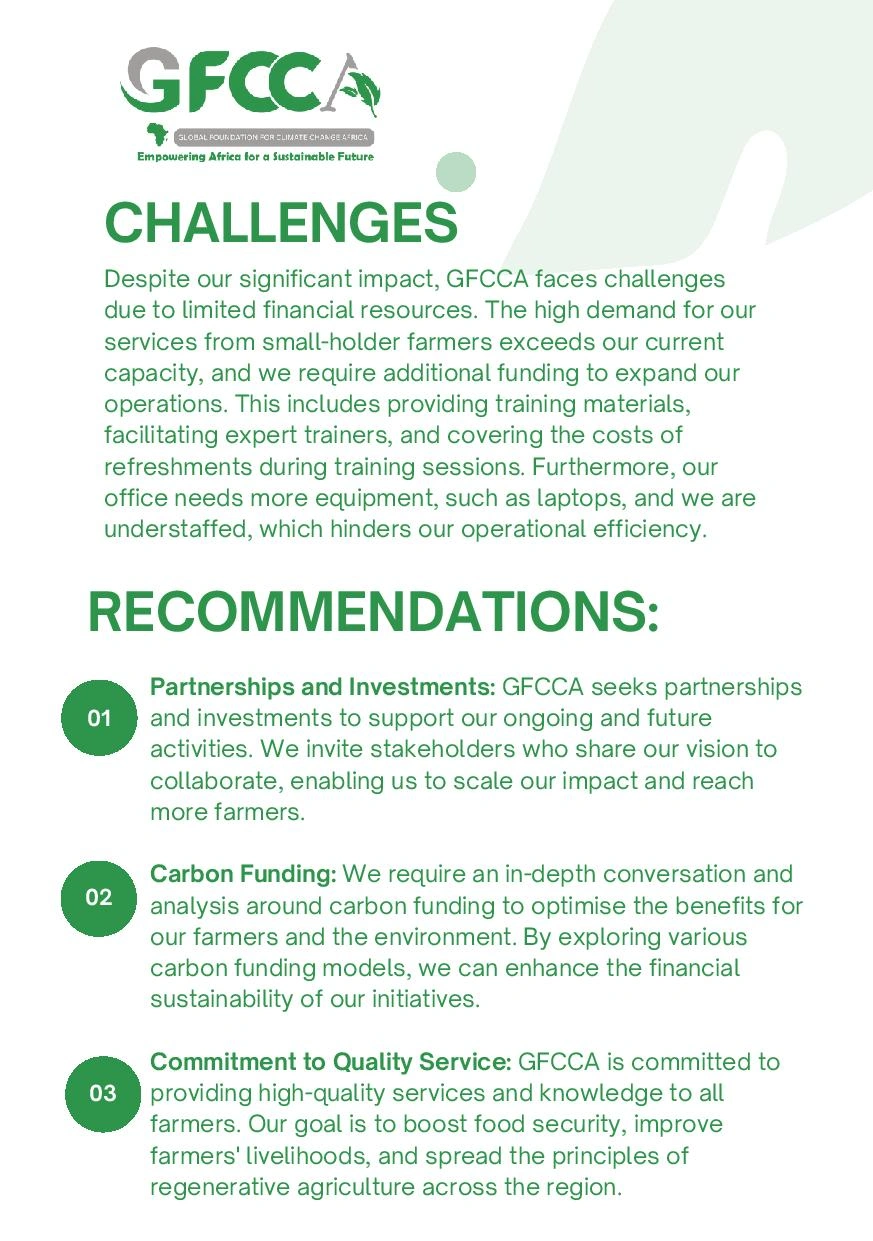 GFCCA
GLOBAL FOUNDATION FOR CLIMATE CHANGE AFRICA
Empowering Africa for a Sustainable Future
CHALLENGES
Despite our significant impact, GFCCA faces challenges
due to limited financial resources. The high demand for our
services from small-holder farmers exceeds our current
capacity, and we require additional funding to expand our
operations. This includes providing training materials,
facilitating expert trainers, and covering the costs of
refreshments during training sessions. Furthermore, our
office needs more equipment, such as laptops, and we are
understaffed, which hinders our operational efficiency.
RECOMMENDATIONS:
01
Partnerships and Investments: GFCCA seeks partnerships
and investments to support our ongoing and future
activities. We invite stakeholders who share our vision to
collaborate, enabling us to scale our impact and reach
more farmers.
02
Carbon Funding: We require an in-depth conversation and
analysis around carbon funding to optimise the benefits for
our farmers and the environment. By exploring various
carbon funding models, we can enhance the financial
sustainability of our initiatives.
03
Commitment to Quality Service: GFCCA is committed to
providing high-quality services and knowledge to all
farmers. Our goal is to boost food security, improve
farmers' livelihoods, and spread the principles of
regenerative agriculture across the region.